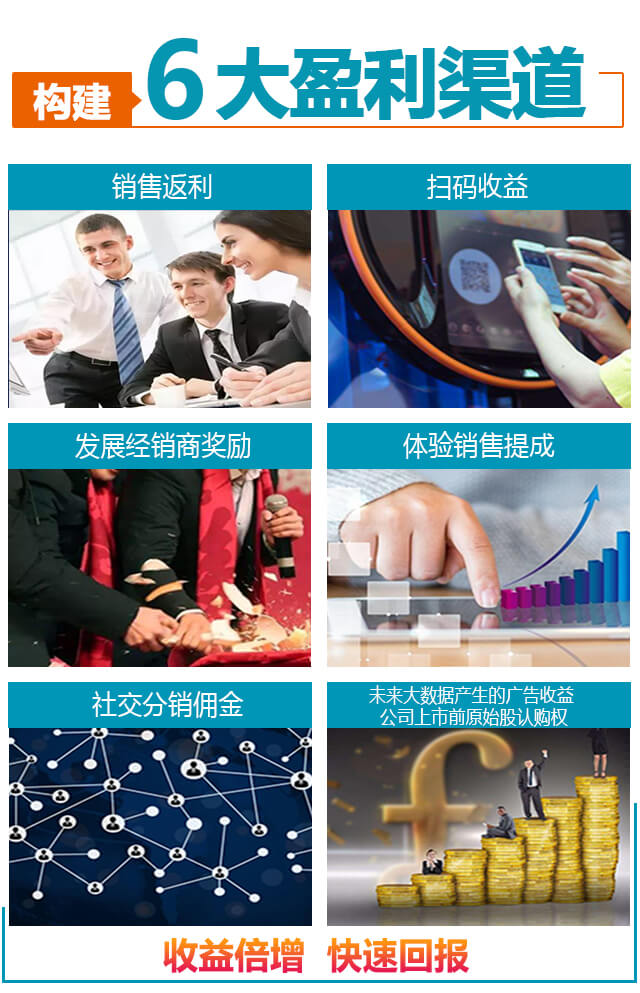 构建 6大盈利渠道
销售返利
扫码收益
发展经销商奖励
体验销售提成
社交分销佣金
未来大数据产生的广告收益
公司上市前原始股认购权
收益倍增 快速回报